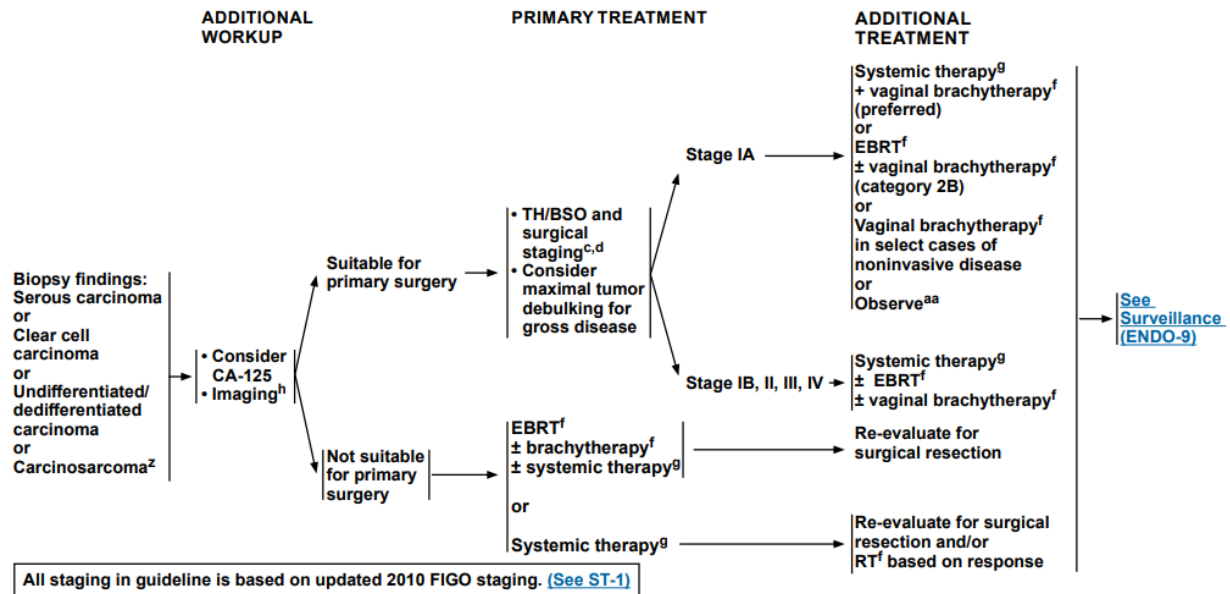 ADDITIONAL
WORKUP
PRIMARY TREATMENT
ADDITIONAL
TREATMENT
Biopsy findings:
Serous carcinoma
or
Clear cell
carcinoma
or
Undifferentiated/
dedifferentiated
carcinoma
or
Carcinosarcomaᶻ
• Consider
CA-125
• Imagingʰ
Suitable for
primary surgery
• TH/BSO and
surgical
stagingᶜ,ᵈ
• Consider
maximal tumor
debulking for
gross disease
Stage IA
Systemic therapyᵍ
+ vaginal brachytherapyᶠ
(preferred)
or
EBRTᶠ
± vaginal brachytherapyᶠ
(category 2B)
or
Vaginal brachytherapyᶠ
in select cases of
noninvasive disease
or
Observeᵃᵃ
Stage IB, II, III, IV
Systemic therapyᵍ
± EBRTᶠ
± vaginal brachytherapyᶠ
Not suitable
for primary
surgery
EBRTᶠ
± brachytherapyᶠ
± systemic therapyᵍ
or
Systemic therapyᵍ
Re-evaluate for
surgical resection
Re-evaluate for surgical
resection and/or
RTᶠ based on response
See
Surveillance
(ENDO-9)
All staging in guideline is based on updated 2010 FIGO staging. (See ST-1)